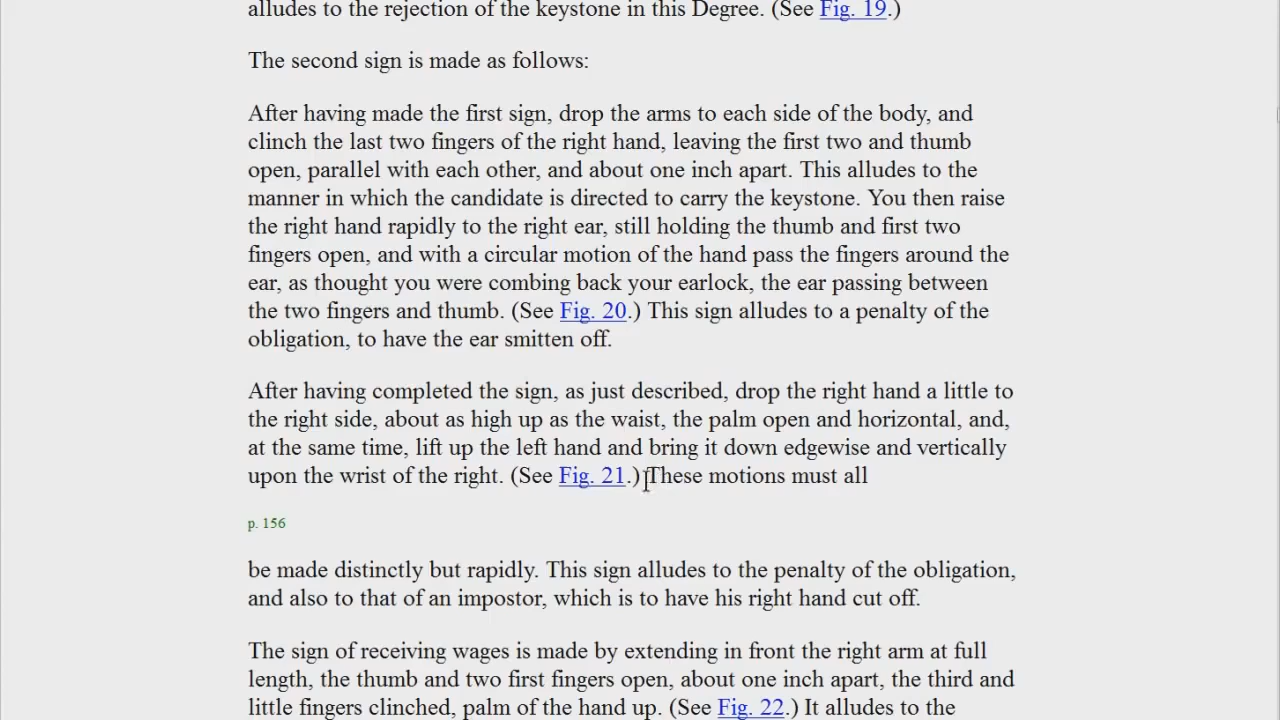 alludes to the rejection of the keystone in this Degree. (See Fig. 19.)
The second sign is made as follows:
After having made the first sign, drop the arms to each side of the body, and
clinch the last two fingers of the right hand, leaving the first two and thumb
open, parallel with each other, and about one inch apart. This alludes to the
manner in which the candidate is directed to carry the keystone. You then raise
the right hand rapidly to the right ear, still holding the thumb and first two
fingers open, and with a circular motion of the hand pass the fingers around the
ear, as thought you were combing back your earlock, the ear passing between
the two fingers and thumb. (See Fig. 20.) This sign alludes to a penalty of the
obligation, to have the ear smitten off.
After having completed the sign, as just described, drop the right hand a little to
the right side, about as high up as the waist, the palm open and horizontal, and,
at the same time, lift up the left hand and bring it down edgewise and vertically
upon the wrist of the right. (See Fig. 21.) These motions must all
p. 156
be made distinctly but rapidly. This sign alludes to the penalty of the obligation,
and also to that of an impostor, which is to have his right hand cut off.
The sign of receiving wages is made by extending in front the right arm at full
length, the thumb and two first fingers open, about one inch apart, the third and
little fingers clinched, palm of the hand up. (See Fig. 22.) It alludes to the